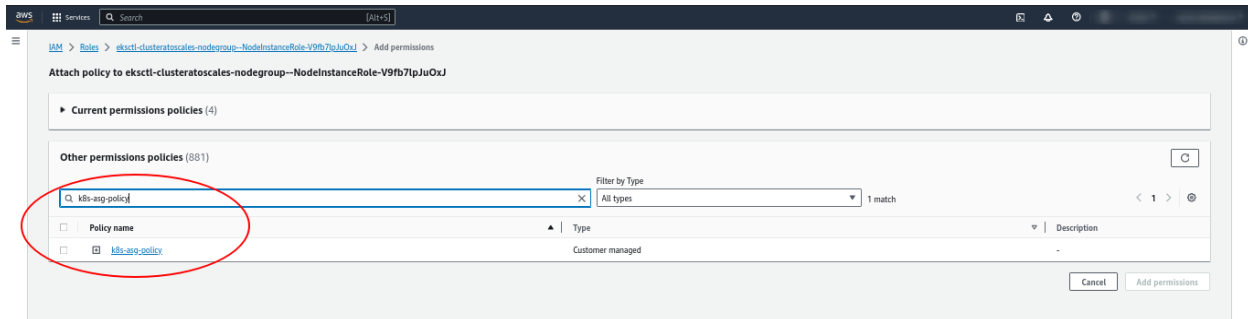 aws Services Search [Alt+S]
IAM > Roles > eksctl-clusteratoscales-nodegroup--NodeInstanceRole-V9fb7lpJuOxJ > Add permissions
Attach policy to eksctl-clusteratoscales-nodegroup--NodeInstanceRole-V9fb7lpJuOxJ
Current permissions policies (4)
Other permissions policies (881)
Filter by Type
k8s-asg-policy All types 1 match 1
Policy name Type Description
k8s-asg-policy Customer managed -
Cancel Add permissions